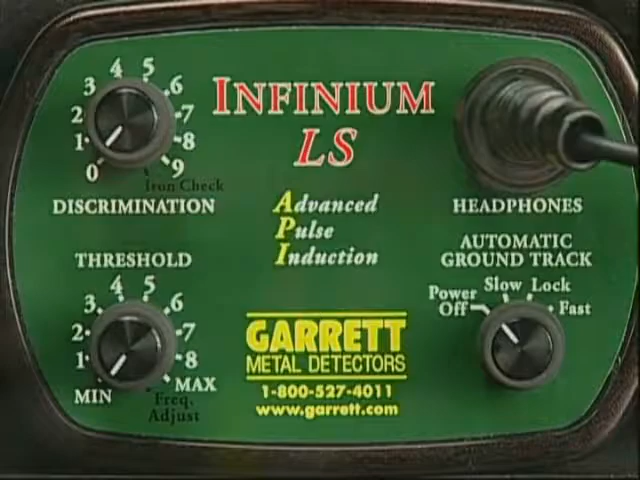 INFINIUM
LS
Advanced
Pulse
Induction
0 1 2 3 4 5 6 7 8 9
Iron Check
DISCRIMINATION
HEADPHONES
THRESHOLD
MIN 1 2 3 4 5 6 7 8 MAX
Freq.
Adjust
AUTOMATIC
GROUND TRACK
Power
Off
Slow
Lock
Fast
GARRETT
METAL DETECTORS
1-800-527-4011
www.garrett.com